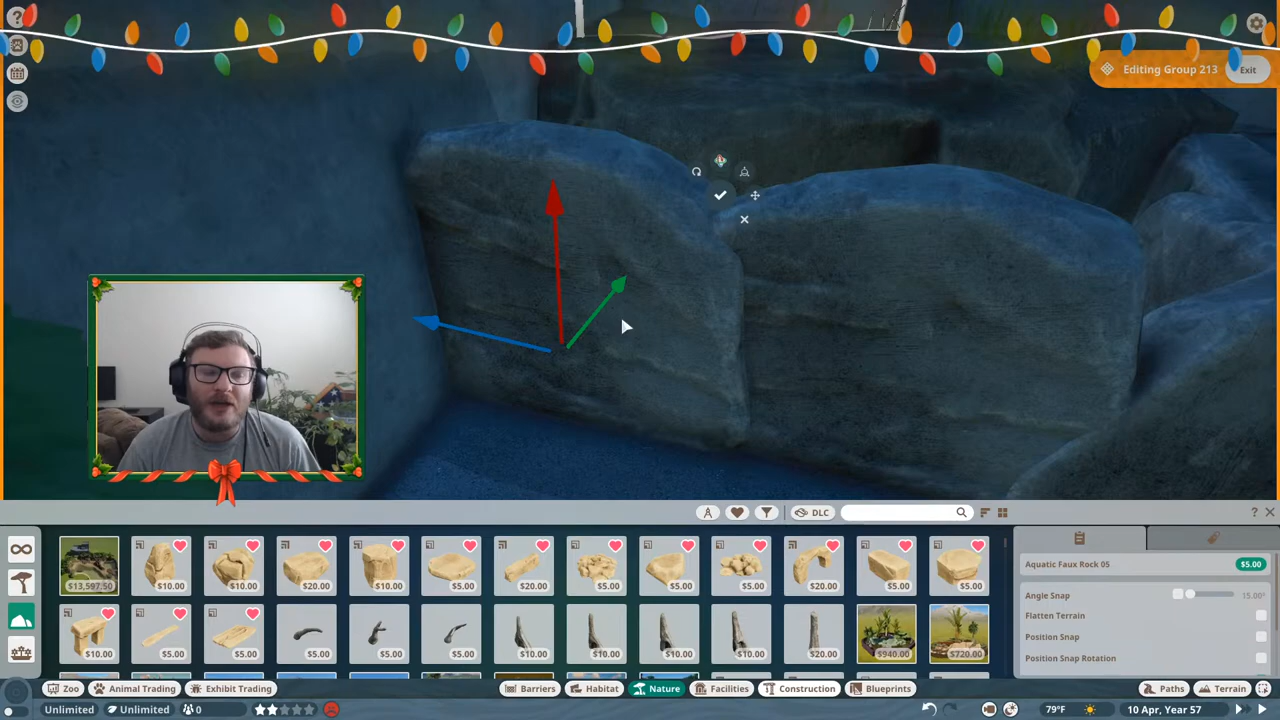 Editing Group 213
Exit
DLC
$13,597.50
$10.00
$10.00
$20.00
$10.00
$5.00
$20.00
$5.00
$5.00
$5.00
$20.00
$5.00
$5.00
$10.00
$5.00
$5.00
$5.00
$5.00
$5.00
$10.00
$10.00
$10.00
$10.00
$20.00
$940.00
$720.00
Aquatic Faux Rock 05
$5.00
Angle Snap
15.00°
Flatten Terrain
Position Snap
Position Snap Rotation
Zoo
Animal Trading
Exhibit Trading
Barriers
Habitat
Nature
Facilities
Construction
Blueprints
Paths
Terrain
Unlimited
Unlimited
0
79°F
10 Apr, Year 57